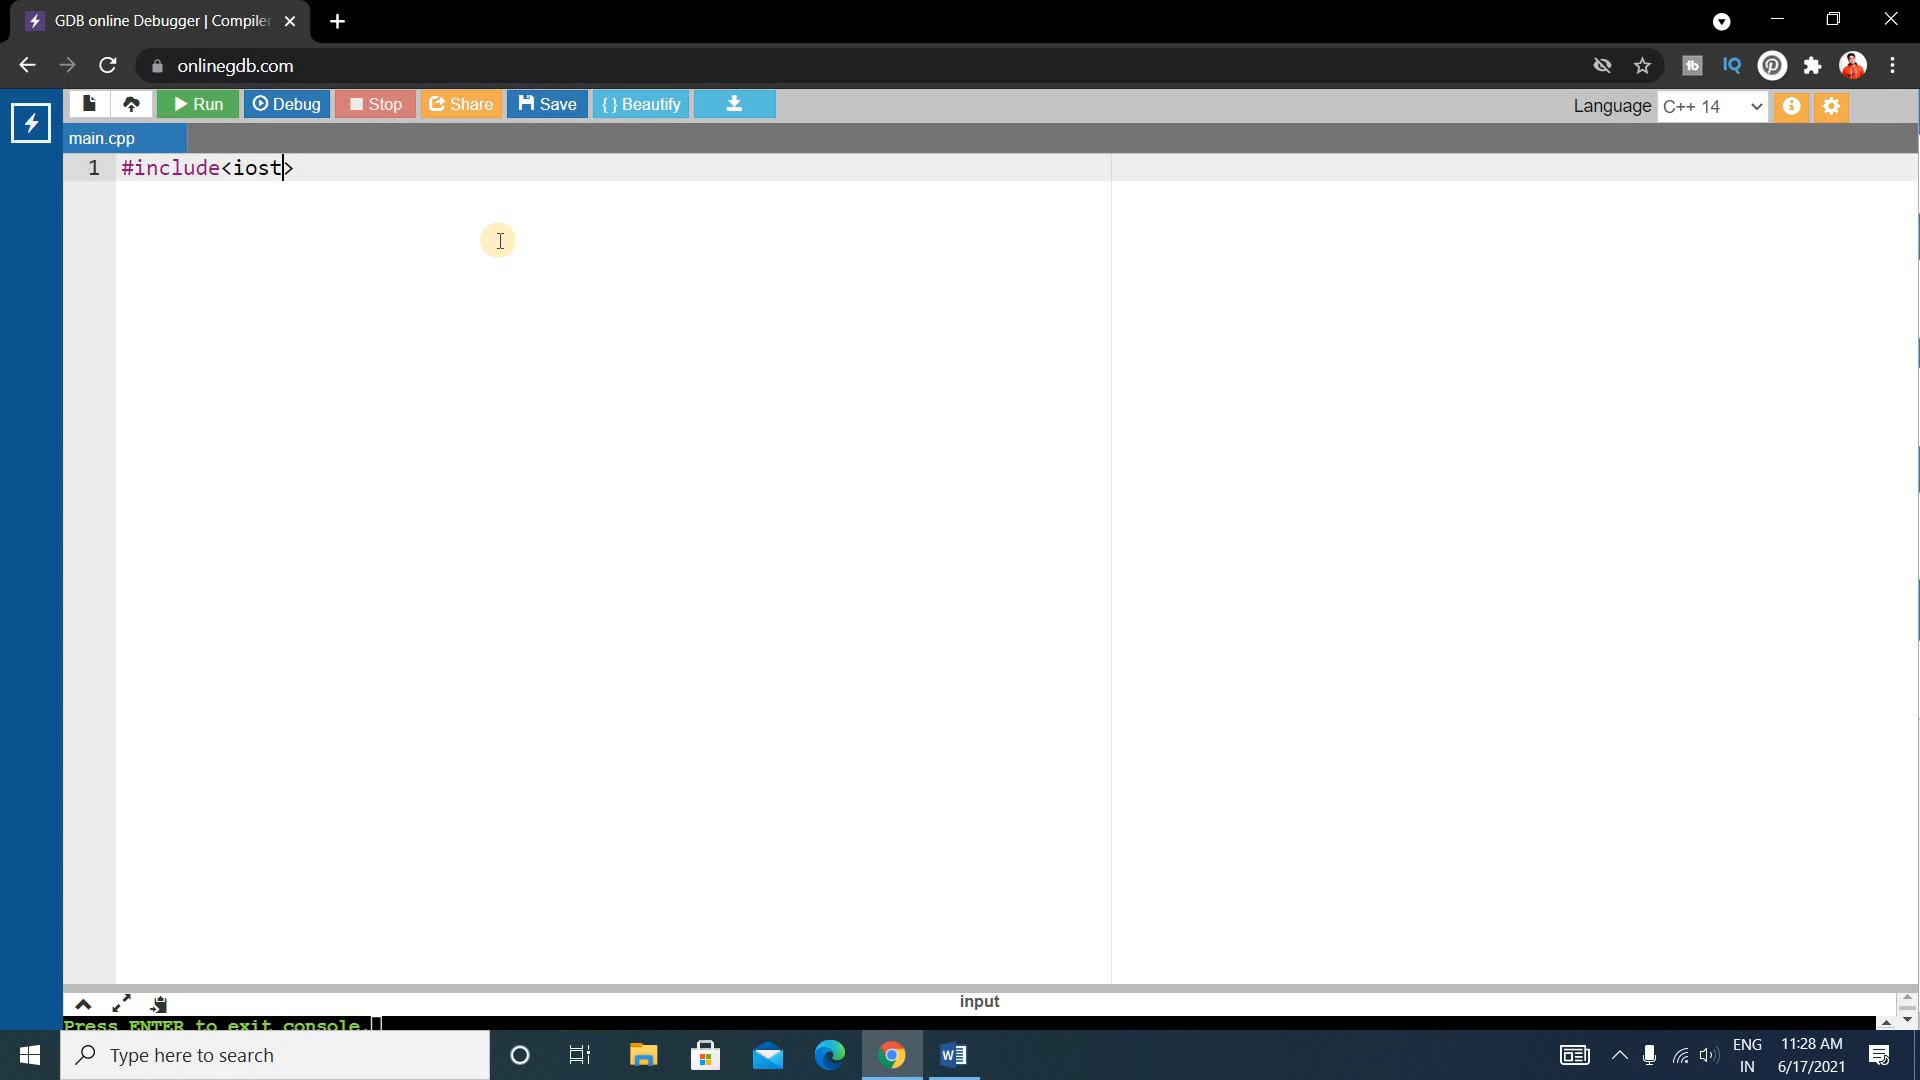 GDB online Debugger | Compiler
onlinegdb.com
Run Debug Stop Share Save { } Beautify Language C++ 14
main.cpp
1 #include<iost>
input
Press ENTER to exit console.
Type here to search
ENG
IN
11:28 AM
6/17/2021